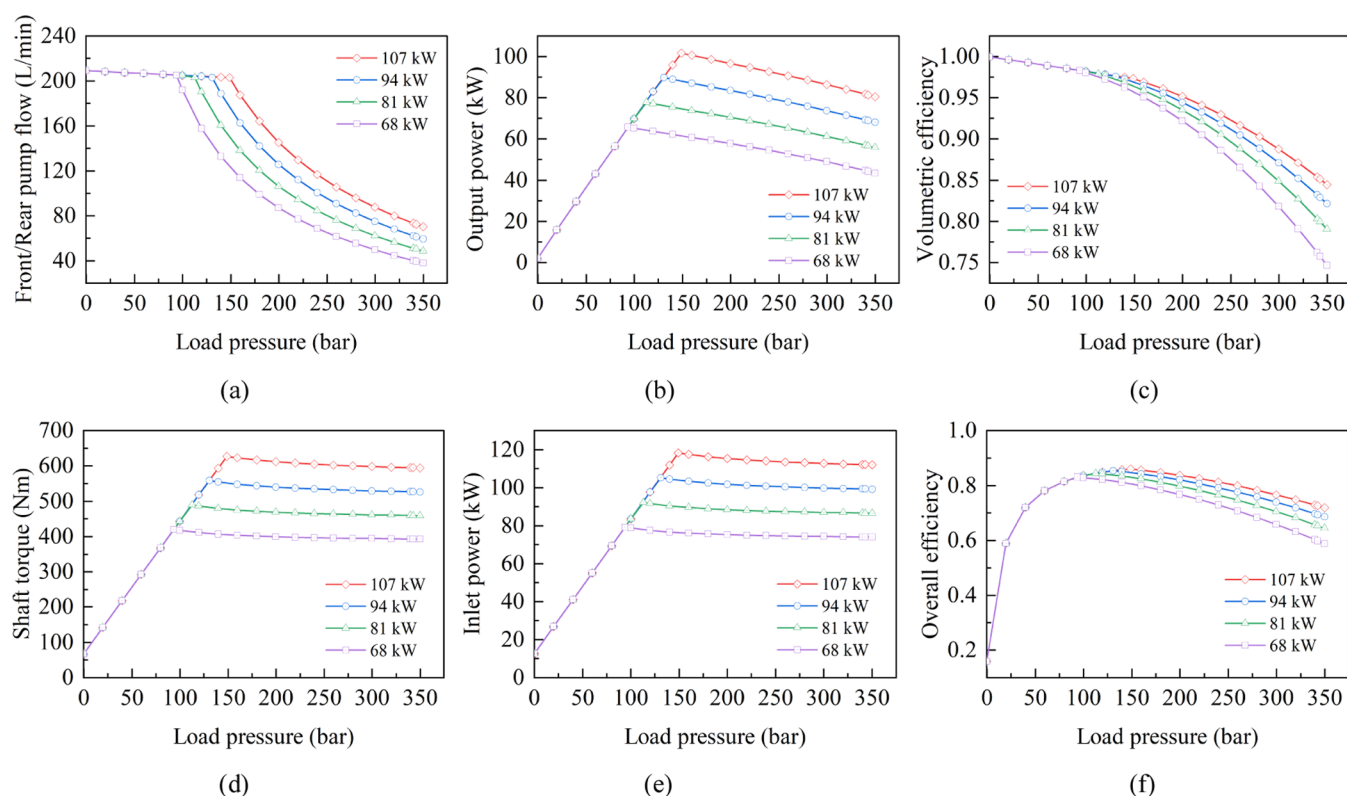 240
200
160
120
80
40
0 50 100 150 200 250 300 350
Front/Rear pump flow (L/min)
Load pressure (bar)
107 kW
94 kW
81 kW
68 kW
(a)
100
80
60
40
20
0
0 50 100 150 200 250 300 350
Output power (kW)
Load pressure (bar)
107 kW
94 kW
81 kW
68 kW
(b)
1.00
0.95
0.90
0.85
0.80
0.75
0 50 100 150 200 250 300 350
Volumetric efficiency
Load pressure (bar)
107 kW
94 kW
81 kW
68 kW
(c)
700
600
500
400
300
200
100
0
0 50 100 150 200 250 300 350
Shaft torque (Nm)
Load pressure (bar)
107 kW
94 kW
81 kW
68 kW
(d)
120
100
80
60
40
20
0
0 50 100 150 200 250 300 350
Inlet power (kW)
Load pressure (bar)
107 kW
94 kW
81 kW
68 kW
(e)
1.0
0.8
0.6
0.4
0.2
0 50 100 150 200 250 300 350
Overall efficiency
Load pressure (bar)
107 kW
94 kW
81 kW
68 kW
(f)